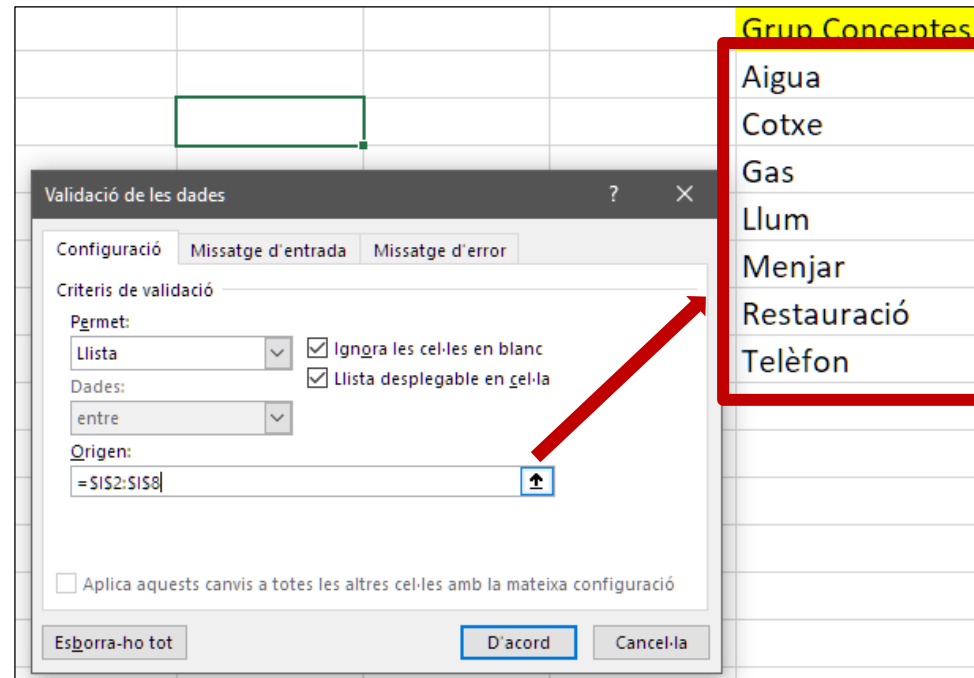 Grup Conceptes
Aigua
Cotxe
Gas
Llum
Menjar
Restauració
Telèfon
Validació de les dades
?
Configuració
Missatge d'entrada
Missatge d'error
Criteris de validació
Permet:
Llista
Ignora les cel·les en blanc
Llista desplegable en cel·la
Dades:
entre
Origen:
=$I$2:$I$8
Aplica aquests canvis a totes les altres cel·les amb la mateixa configuració
Esborra-ho tot
D'acord
Cancel·la